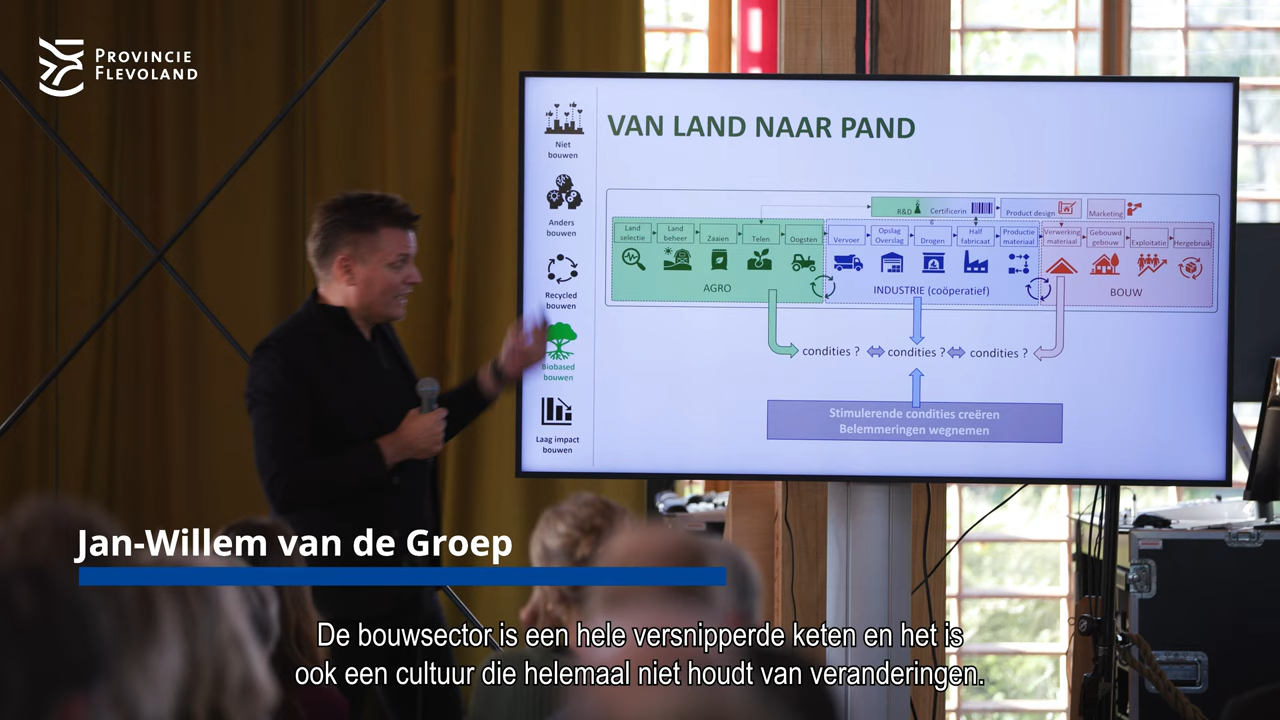 PROVINCIE
FLEVOLAND
VAN LAND NAAR PAND
Niet
bouwen
Anders
bouwen
Recycled
bouwen
Biobased
bouwen
Laag impact
bouwen
R&D
Certificerin
g
Product design
Marketing
Land
selectie
Land
beheer
Zaaien
Telen
Oogsten
Vervoer
Opslag
Overslag
Drogen
Half
fabricaat
Productie
materiaal
Verwerking
materiaal
Gebouwd
gebouw
Exploitatie
Hergebruik
AGRO
INDUSTRIE (coöperatief)
BOUW
condities ?
condities ?
condities ?
Stimulerende condities creëren
Belemmeringen wegnemen
Jan-Willem van de Groep
De bouwsector is een hele versnipperde keten en het is
ook een cultuur die helemaal niet houdt van veranderingen.